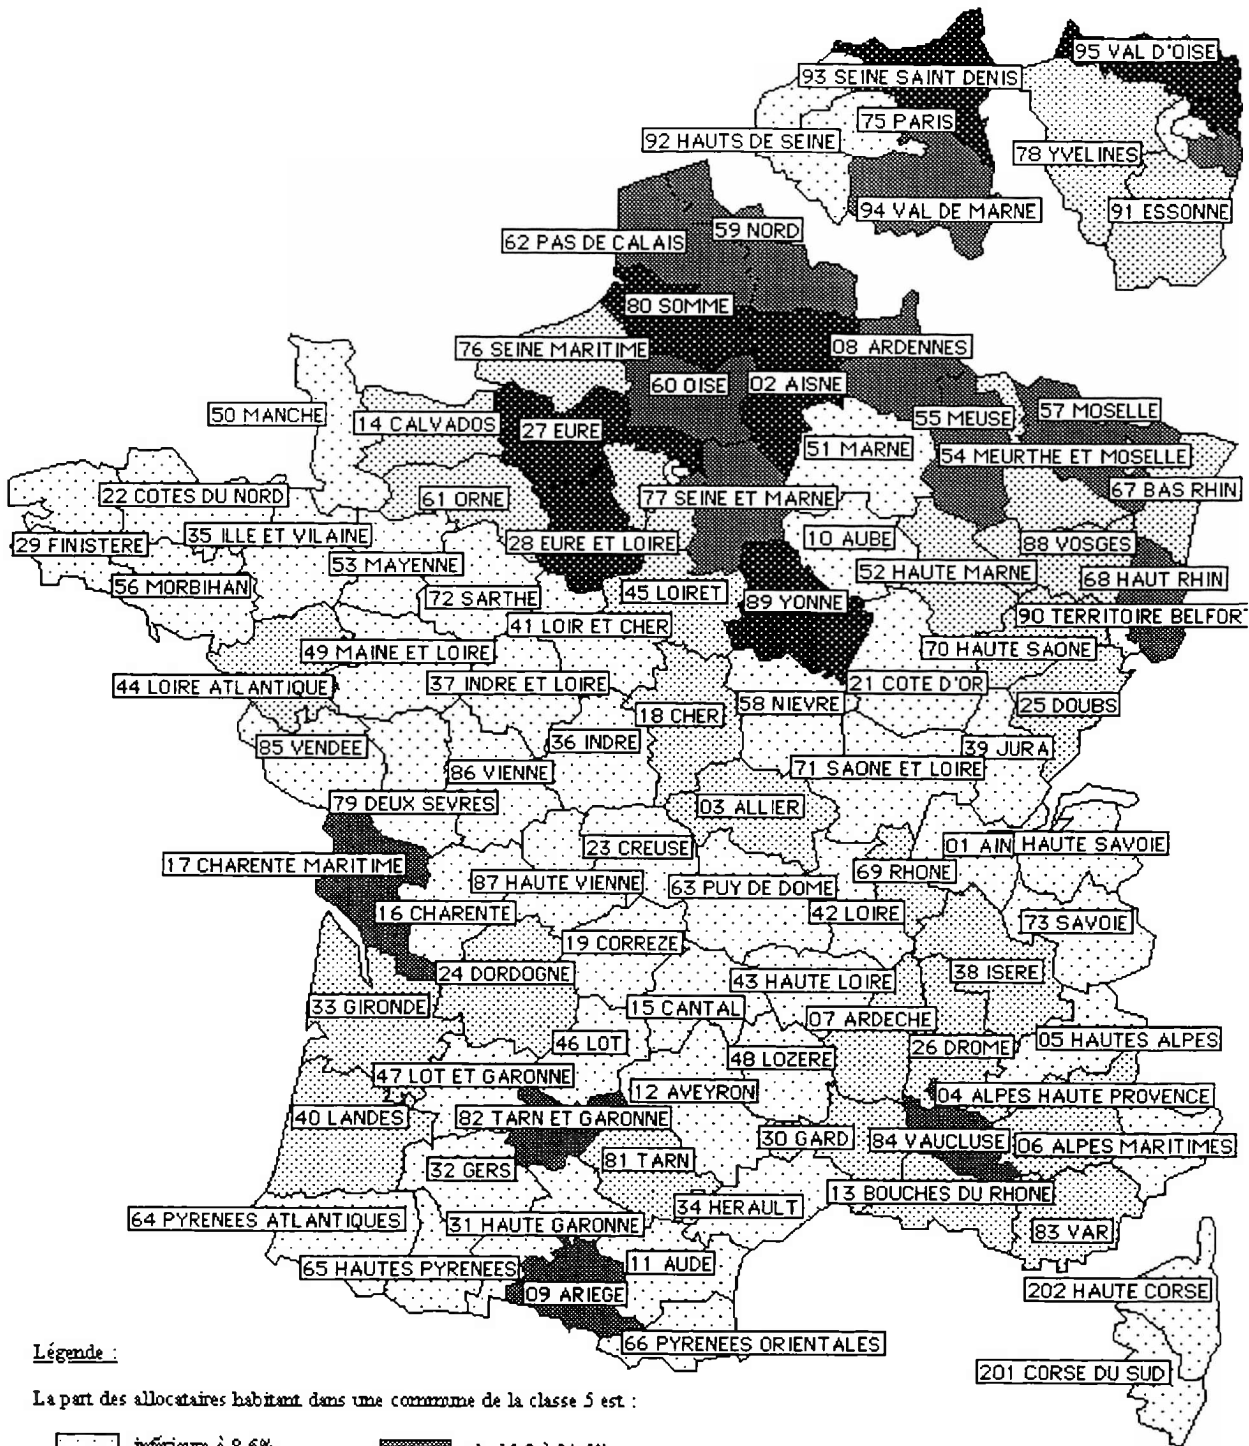 95 VAL D'OISE
93 SEINE SAINT DENIS
75 PARIS
92 HAUTS DE SEINE
78 YVELINES
94 VAL DE MARNE
91 ESSONNE
59 NORD
62 PAS DE CALAIS
80 SOMME
76 SEINE MARITIME
08 ARDENNES
60 OISE
02 AISNE
50 MANCHE
14 CALVADOS
27 EURE
55 MEUSE
57 MOSELLE
51 MARNE
54 MEURTHE ET MOSELLE
67 BAS RHIN
22 COTES DU NORD
61 ORNE
77 SEINE ET MARNE
35 ILLE ET VILAINE
29 FINISTERE
28 EURE ET LOIRE
10 AUBE
88 VOSGES
53 MAYENNE
52 HAUTE MARNE
68 HAUT RHIN
56 MORBIHAN
72 SARTHE
45 LOIRET
89 YONNE
90 TERRITOIRE BELFORT
41 LOIR ET CHER
49 MAINE ET LOIRE
70 HAUTE SAONE
44 LOIRE ATLANTIQUE
37 INDRE ET LOIRE
21 COTE D'OR
58 NIEVRE
25 DOUBS
18 CHER
85 VENDEE
36 INDRE
39 JURA
86 VIENNE
71 SAONE ET LOIRE
79 DEUX SEVRES
03 ALLIER
23 CREUSE
01 AIN
HAUTE SAVOIE
17 CHARENTE MARITIME
69 RHONE
87 HAUTE VIENNE
63 PUY DE DOME
16 CHARENTE
42 LOIRE
73 SAVOIE
19 CORREZE
24 DORDOGNE
38 ISERE
43 HAUTE LOIRE
33 GIRONDE
15 CANTAL
07 ARDECHE
46 LOT
26 DROME
05 HAUTES ALPES
48 LOZERE
47 LOT ET GARONNE
12 AVEYRON
04 ALPES HAUTE PROVENCE
40 LANDES
82 TARN ET GARONNE
30 GARD
84 VAUCLUSE
06 ALPES MARITIMES
81 TARN
32 GERS
13 BOUCHES DU RHONE
34 HERAULT
64 PYRENEES ATLANTIQUES
31 HAUTE GARONNE
83 VAR
65 HAUTES PYRENEES
11 AUDE
09 ARIEGE
202 HAUTE CORSE
66 PYRENEES ORIENTALES
201 CORSE DU SUD
Légende :
La part des allocataires habitant dans une commune de la classe 5 est :
inférieure à 8,6%